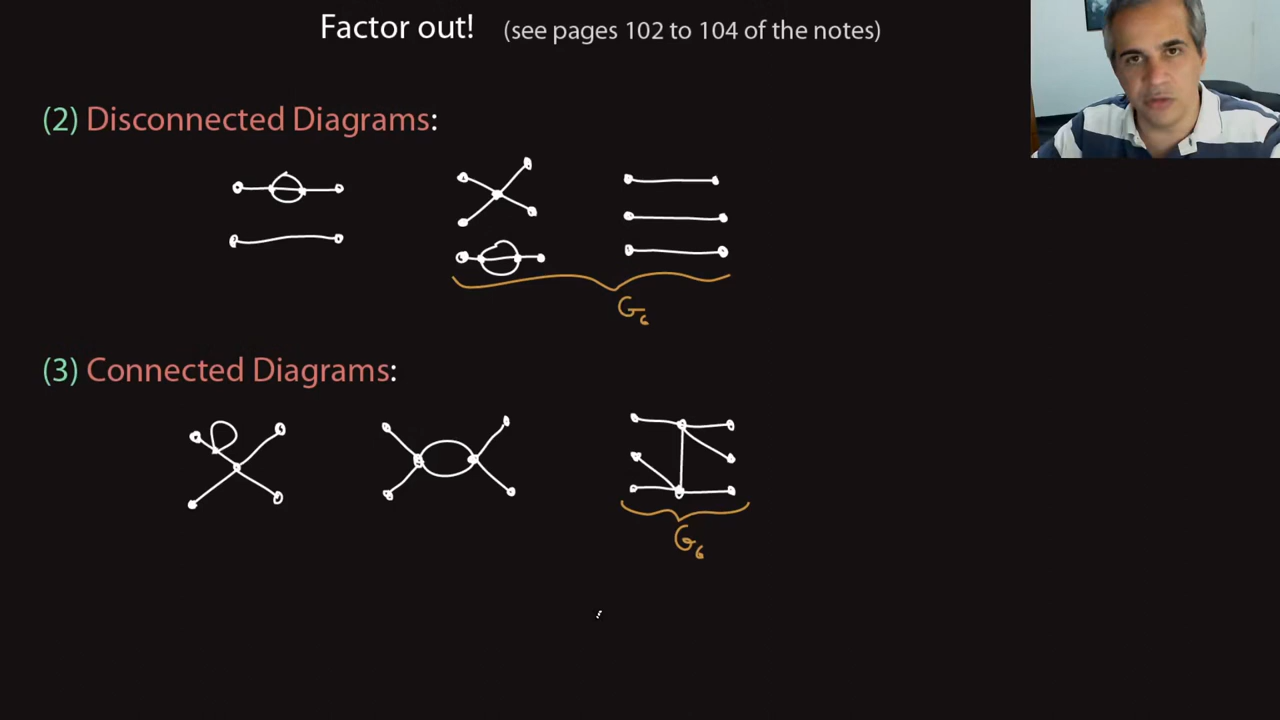 Factor out! (see pages 102 to 104 of the notes)
(2) Disconnected Diagrams:
G₆
(3) Connected Diagrams:
G₆